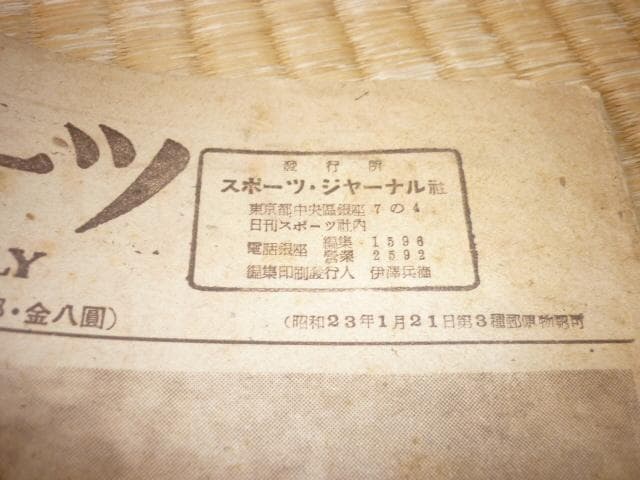 ーツ
LY
・金八圓)
發行所
スポーツ・ジャーナル社
東京都中央區銀座7の4
日刊スポーツ社内
電話銀座 編集 1596
営業 2592
編集印刷發行人 伊澤兵衛
(昭和23年1月21日第3種郵便物認可